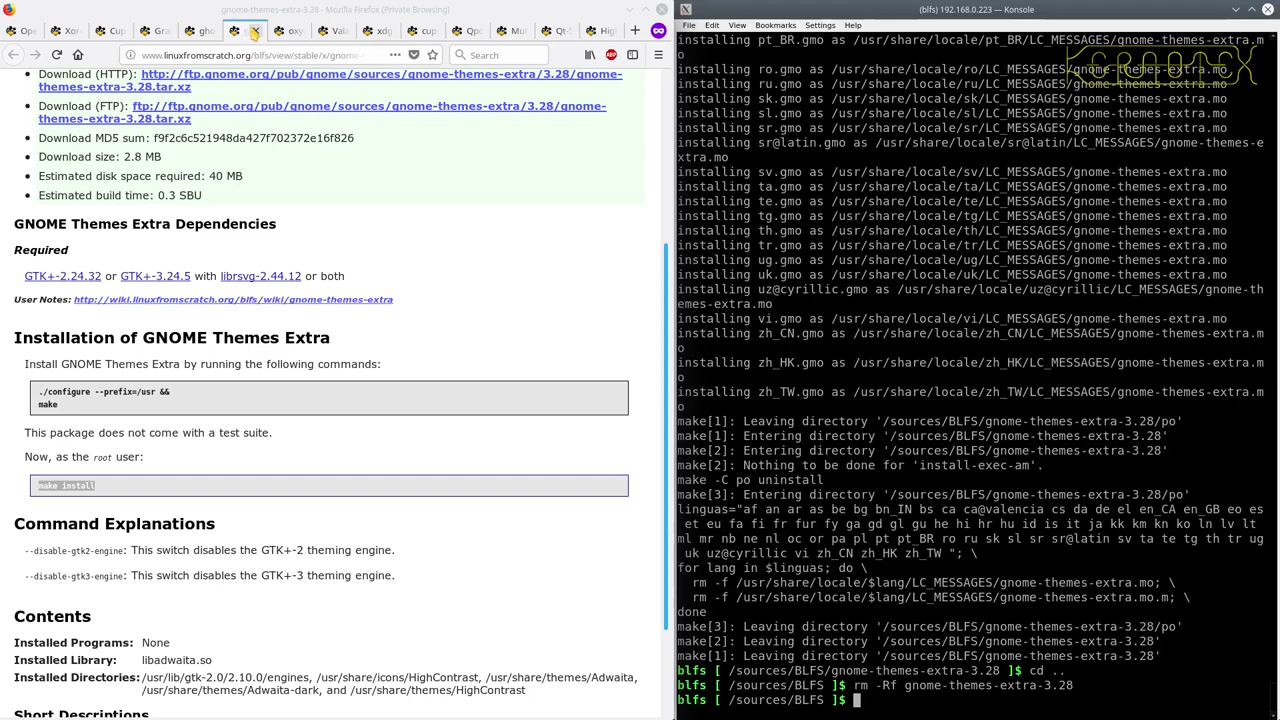 gnome-themes-extra-3.28 - Mozilla Firefox (Private Browsing)
Ope
Kin
Cup
Gra
gho
g
oxy
Vala
xdg
cup
Qpc
Mul
Qt-5
High
www.linuxfromscratch.org/blfs/view/stable/x/gnome-
Search
Download (HTTP): http://ftp.gnome.org/pub/gnome/sources/gnome-themes-extra/3.28/gnome-
themes-extra-3.28.tar.xz
Download (FTP): ftp://ftp.gnome.org/pub/gnome/sources/gnome-themes-extra/3.28/gnome-
themes-extra-3.28.tar.xz
Download MD5 sum: f9f2c6c521948da427f702372e16f826
Download size: 2.8 MB
Estimated disk space required: 40 MB
Estimated build time: 0.3 SBU
GNOME Themes Extra Dependencies
Required
GTK+-2.24.32 or GTK+-3.24.5 with librsvg-2.44.12 or both
User Notes: http://wiki.linuxfromscratch.org/blfs/wiki/gnome-themes-extra
Installation of GNOME Themes Extra
Install GNOME Themes Extra by running the following commands:
./configure --prefix=/usr &&
make
This package does not come with a test suite.
Now, as the root user:
make install
Command Explanations
--disable-gtk2-engine: This switch disables the GTK+-2 theming engine.
--disable-gtk3-engine: This switch disables the GTK+-3 theming engine.
Contents
Installed Programs: None
Installed Library: libadwaita.so
Installed Directories: /usr/lib/gtk-2.0/2.10.0/engines, /usr/share/icons/HighContrast, /usr/share/themes/Adwaita,
/usr/share/themes/Adwaita-dark, and /usr/share/themes/HighContrast
Short Descriptions
(blfs) 192.168.0.223 — Konsole
File Edit View Bookmarks Settings Help
KERNOTEX
installing pt_BR.gmo as /usr/share/locale/pt_BR/LC_MESSAGES/gnome-themes-extra.m
o
installing ro.gmo as /usr/share/locale/ro/LC_MESSAGES/gnome-themes-extra.mo
installing ru.gmo as /usr/share/locale/ru/LC_MESSAGES/gnome-themes-extra.mo
installing sk.gmo as /usr/share/locale/sk/LC_MESSAGES/gnome-themes-extra.mo
installing sl.gmo as /usr/share/locale/sl/LC_MESSAGES/gnome-themes-extra.mo
installing sr.gmo as /usr/share/locale/sr/LC_MESSAGES/gnome-themes-extra.mo
installing sr@latin.gmo as /usr/share/locale/sr@latin/LC_MESSAGES/gnome-themes-e
xtra.mo
installing sv.gmo as /usr/share/locale/sv/LC_MESSAGES/gnome-themes-extra.mo
installing ta.gmo as /usr/share/locale/ta/LC_MESSAGES/gnome-themes-extra.mo
installing te.gmo as /usr/share/locale/te/LC_MESSAGES/gnome-themes-extra.mo
installing tg.gmo as /usr/share/locale/tg/LC_MESSAGES/gnome-themes-extra.mo
installing th.gmo as /usr/share/locale/th/LC_MESSAGES/gnome-themes-extra.mo
installing tr.gmo as /usr/share/locale/tr/LC_MESSAGES/gnome-themes-extra.mo
installing ug.gmo as /usr/share/locale/ug/LC_MESSAGES/gnome-themes-extra.mo
installing uk.gmo as /usr/share/locale/uk/LC_MESSAGES/gnome-themes-extra.mo
installing uz@cyrillic.gmo as /usr/share/locale/uz@cyrillic/LC_MESSAGES/gnome-th
emes-extra.mo
installing vi.gmo as /usr/share/locale/vi/LC_MESSAGES/gnome-themes-extra.mo
installing zh_CN.gmo as /usr/share/locale/zh_CN/LC_MESSAGES/gnome-themes-extra.m
o
installing zh_HK.gmo as /usr/share/locale/zh_HK/LC_MESSAGES/gnome-themes-extra.m
o
installing zh_TW.gmo as /usr/share/locale/zh_TW/LC_MESSAGES/gnome-themes-extra.m
o
make[1]: Leaving directory '/sources/BLFS/gnome-themes-extra-3.28/po'
make[1]: Entering directory '/sources/BLFS/gnome-themes-extra-3.28'
make[2]: Entering directory '/sources/BLFS/gnome-themes-extra-3.28'
make[2]: Nothing to be done for 'install-exec-am'.
make -C po uninstall
make[3]: Entering directory '/sources/BLFS/gnome-themes-extra-3.28/po'
linguas="af an ar as be bg bn_IN bs ca ca@valencia cs da de el en_CA en_GB eo es
et eu fa fi fr fur fy ga gd gl gu he hi hr hu id is it ja kk km kn ko ln lv lt
ml mr nb ne nl oc or pa pl pt pt_BR ro ru sk sl sr sr@latin sv ta te tg th tr ug
uk uz@cyrillic vi zh_CN zh_HK zh_TW "; \
for lang in $linguas; do \
rm -f /usr/share/locale/$lang/LC_MESSAGES/gnome-themes-extra.mo; \
rm -f /usr/share/locale/$lang/LC_MESSAGES/gnome-themes-extra.mo.m; \
done
make[3]: Leaving directory '/sources/BLFS/gnome-themes-extra-3.28/po'
make[2]: Leaving directory '/sources/BLFS/gnome-themes-extra-3.28'
make[1]: Leaving directory '/sources/BLFS/gnome-themes-extra-3.28'
blfs [ /sources/BLFS/gnome-themes-extra-3.28 ]$ cd ..
blfs [ /sources/BLFS ]$ rm -Rf gnome-themes-extra-3.28
blfs [ /sources/BLFS ]$